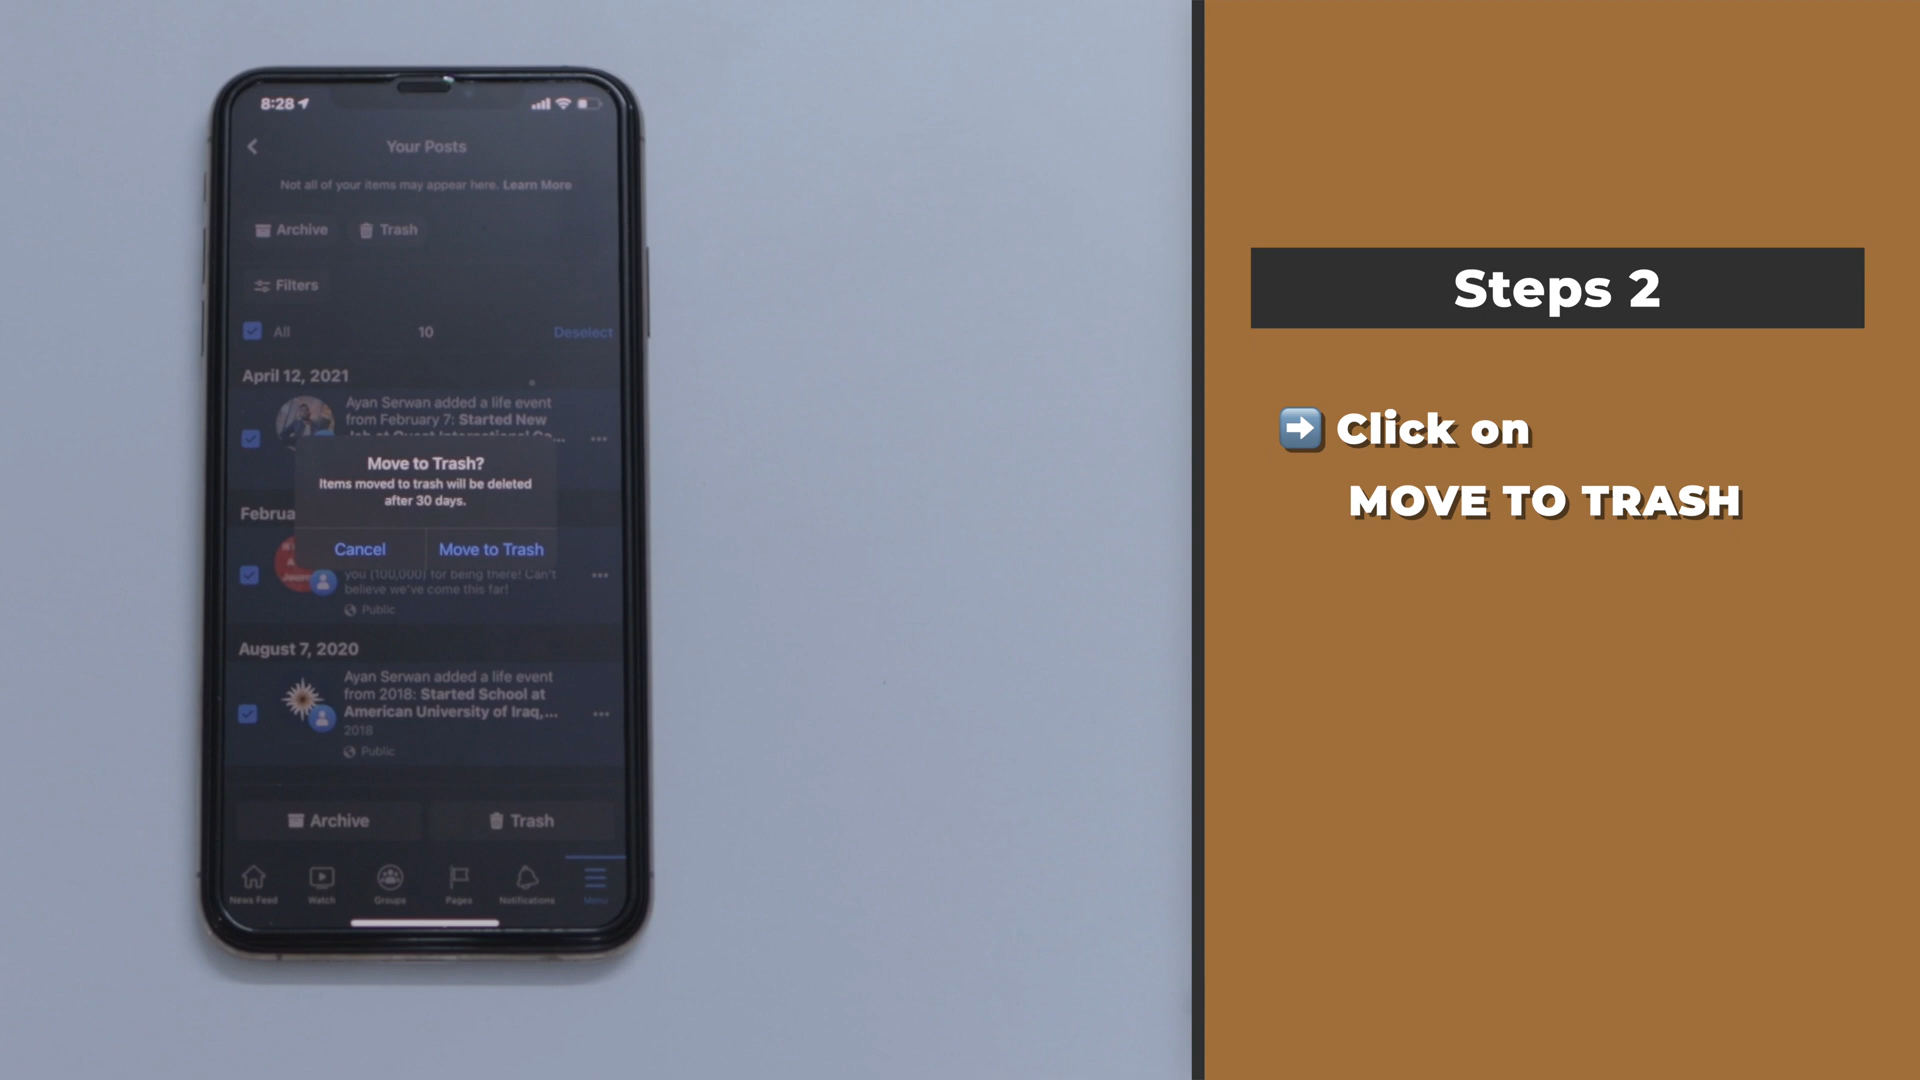 8:28
Your Posts
Not all of your items may appear here. Learn More
Archive
Trash
Filters
All
10
Deselect
April 12, 2021
Ayan Serwan added a life event
from February 7: Started New
Move to Trash?
Items moved to trash will be deleted
after 30 days.
Cancel
Move to Trash
Februa
you (100,000) for being there! Can't
believe we've come this far!
Public
August 7, 2020
Ayan Serwan added a life event
from 2018: Started School at
American University of Iraq,...
2018
Public
Archive
Trash
News Feed
Watch
Groups
Pages
Notifications
Menu
Steps 2
Click on
MOVE TO TRASH